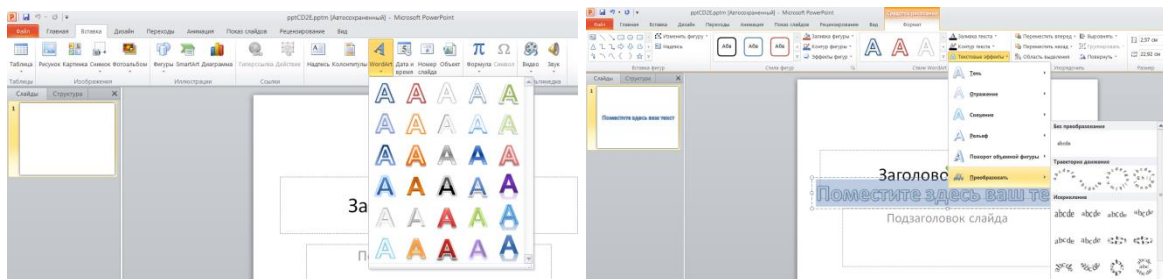 pptCD2E.pptm [Автосохраненный] - Microsoft PowerPoint
Файл Главная Вставка Дизайн Переходы Анимация Показ слайдов Рецензирование Вид
Таблица Рисунок Картинка Снимок Фотоальбом Фигуры SmartArt Диаграмма Гиперссылка Действие Надпись Колонтитулы WordArt Дата и время Номер слайда Объект Формула Символ Видео Звук
Таблицы Изображения Иллюстрации Ссылки
Слайды Структура
1
За
П
pptCD2E.pptm [Автосохраненный] - Microsoft PowerPoint
Средства рисования
Файл Главная Вставка Дизайн Переходы Анимация Показ слайдов Рецензирование Вид Формат
Изменить фигуру
Надпись
Абв Абв Абв
Заливка фигуры
Контур фигуры
Эффекты фигур
Заливка текста
Контур текста
Текстовые эффекты
Переместить вперед
Переместить назад
Область выделения
Выровнять
Группировать
Повернуть
2,57 см
22,92 см
Вставка фигур Стили фигур Стили WordArt Упорядочить Размер
Слайды Структура
1
Поместите здесь ваш текст
Тень
Отражение
Свечение
Рельеф
Поворот объемной фигуры
Преобразовать
Без преобразования
abcde
Траектория движения
Искривление
abcde abcde abcde abcde
abcde abcde
Заголово
Поместите здесь ваш те
Подзаголовок слайда